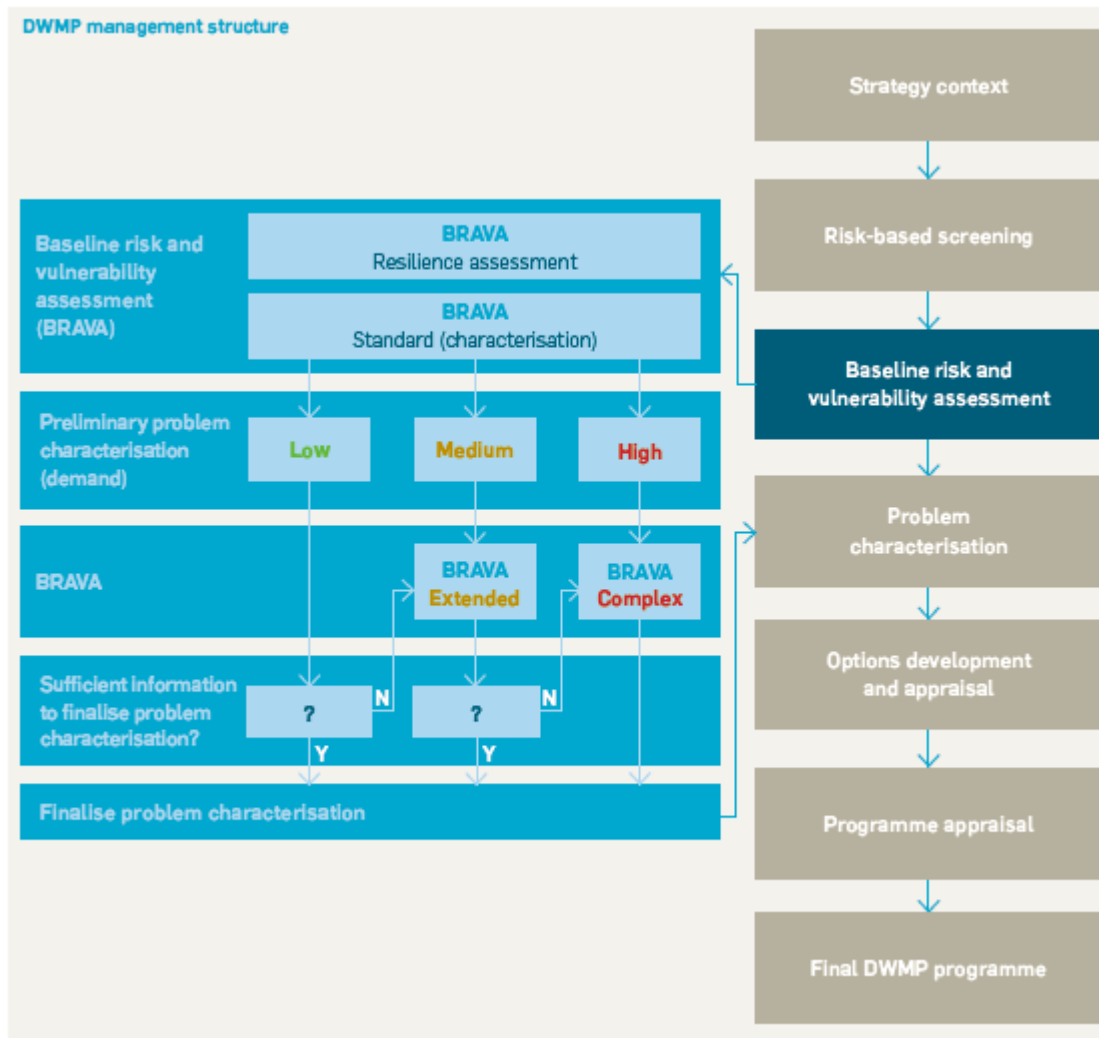 DWMP management structure
Strategy context
Risk-based screening
Baseline risk and
vulnerability assessment
Problem
characterisation
Options development
and appraisal
Programme appraisal
Final DWMP programme
Baseline risk and
vulnerability
assessment
(BRAVA)
BRAVA
Resilience assessment
BRAVA
Standard (characterisation)
Preliminary problem
characterisation
(demand)
Low
Medium
High
BRAVA
BRAVA
Extended
BRAVA
Complex
Sufficient information
to finalise problem
characterisation?
?
N
?
N
Y
Y
Finalise problem characterisation